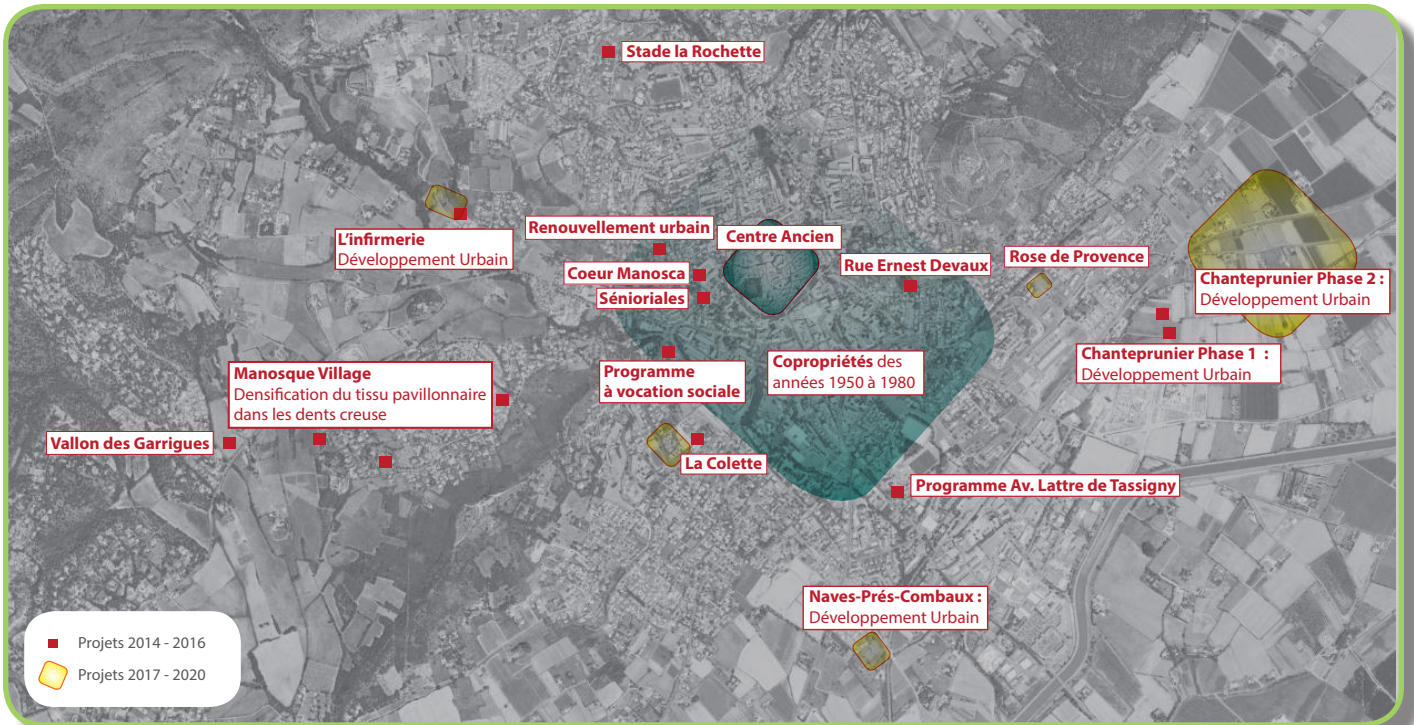 Stade la Rochette
L'infirmerie
Développement Urbain
Renouvellement urbain
Centre Ancien
Coeur Manosca
Sénioriales
Rue Ernest Devaux
Rose de Provence
Chanteprunier Phase 2 :
Développement Urbain
Chanteprunier Phase 1 :
Développement Urbain
Manosque Village
Densification du tissu pavillonnaire
dans les dents creuse
Programme
à vocation sociale
Copropriétés des
années 1950 à 1980
Vallon des Garrigues
La Colette
Programme Av. Lattre de Tassigny
Naves-Prés-Combaux :
Développement Urbain
Projets 2014 - 2016
Projets 2017 - 2020